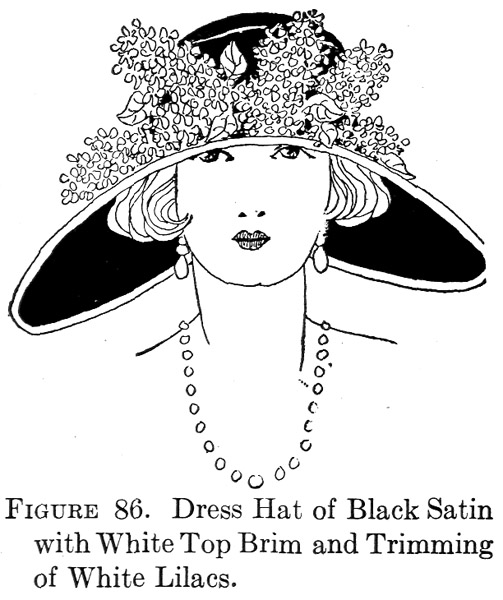 FIGURE 86. Dress Hat of Black Satin
with White Top Brim and Trimming
of White Lilacs.